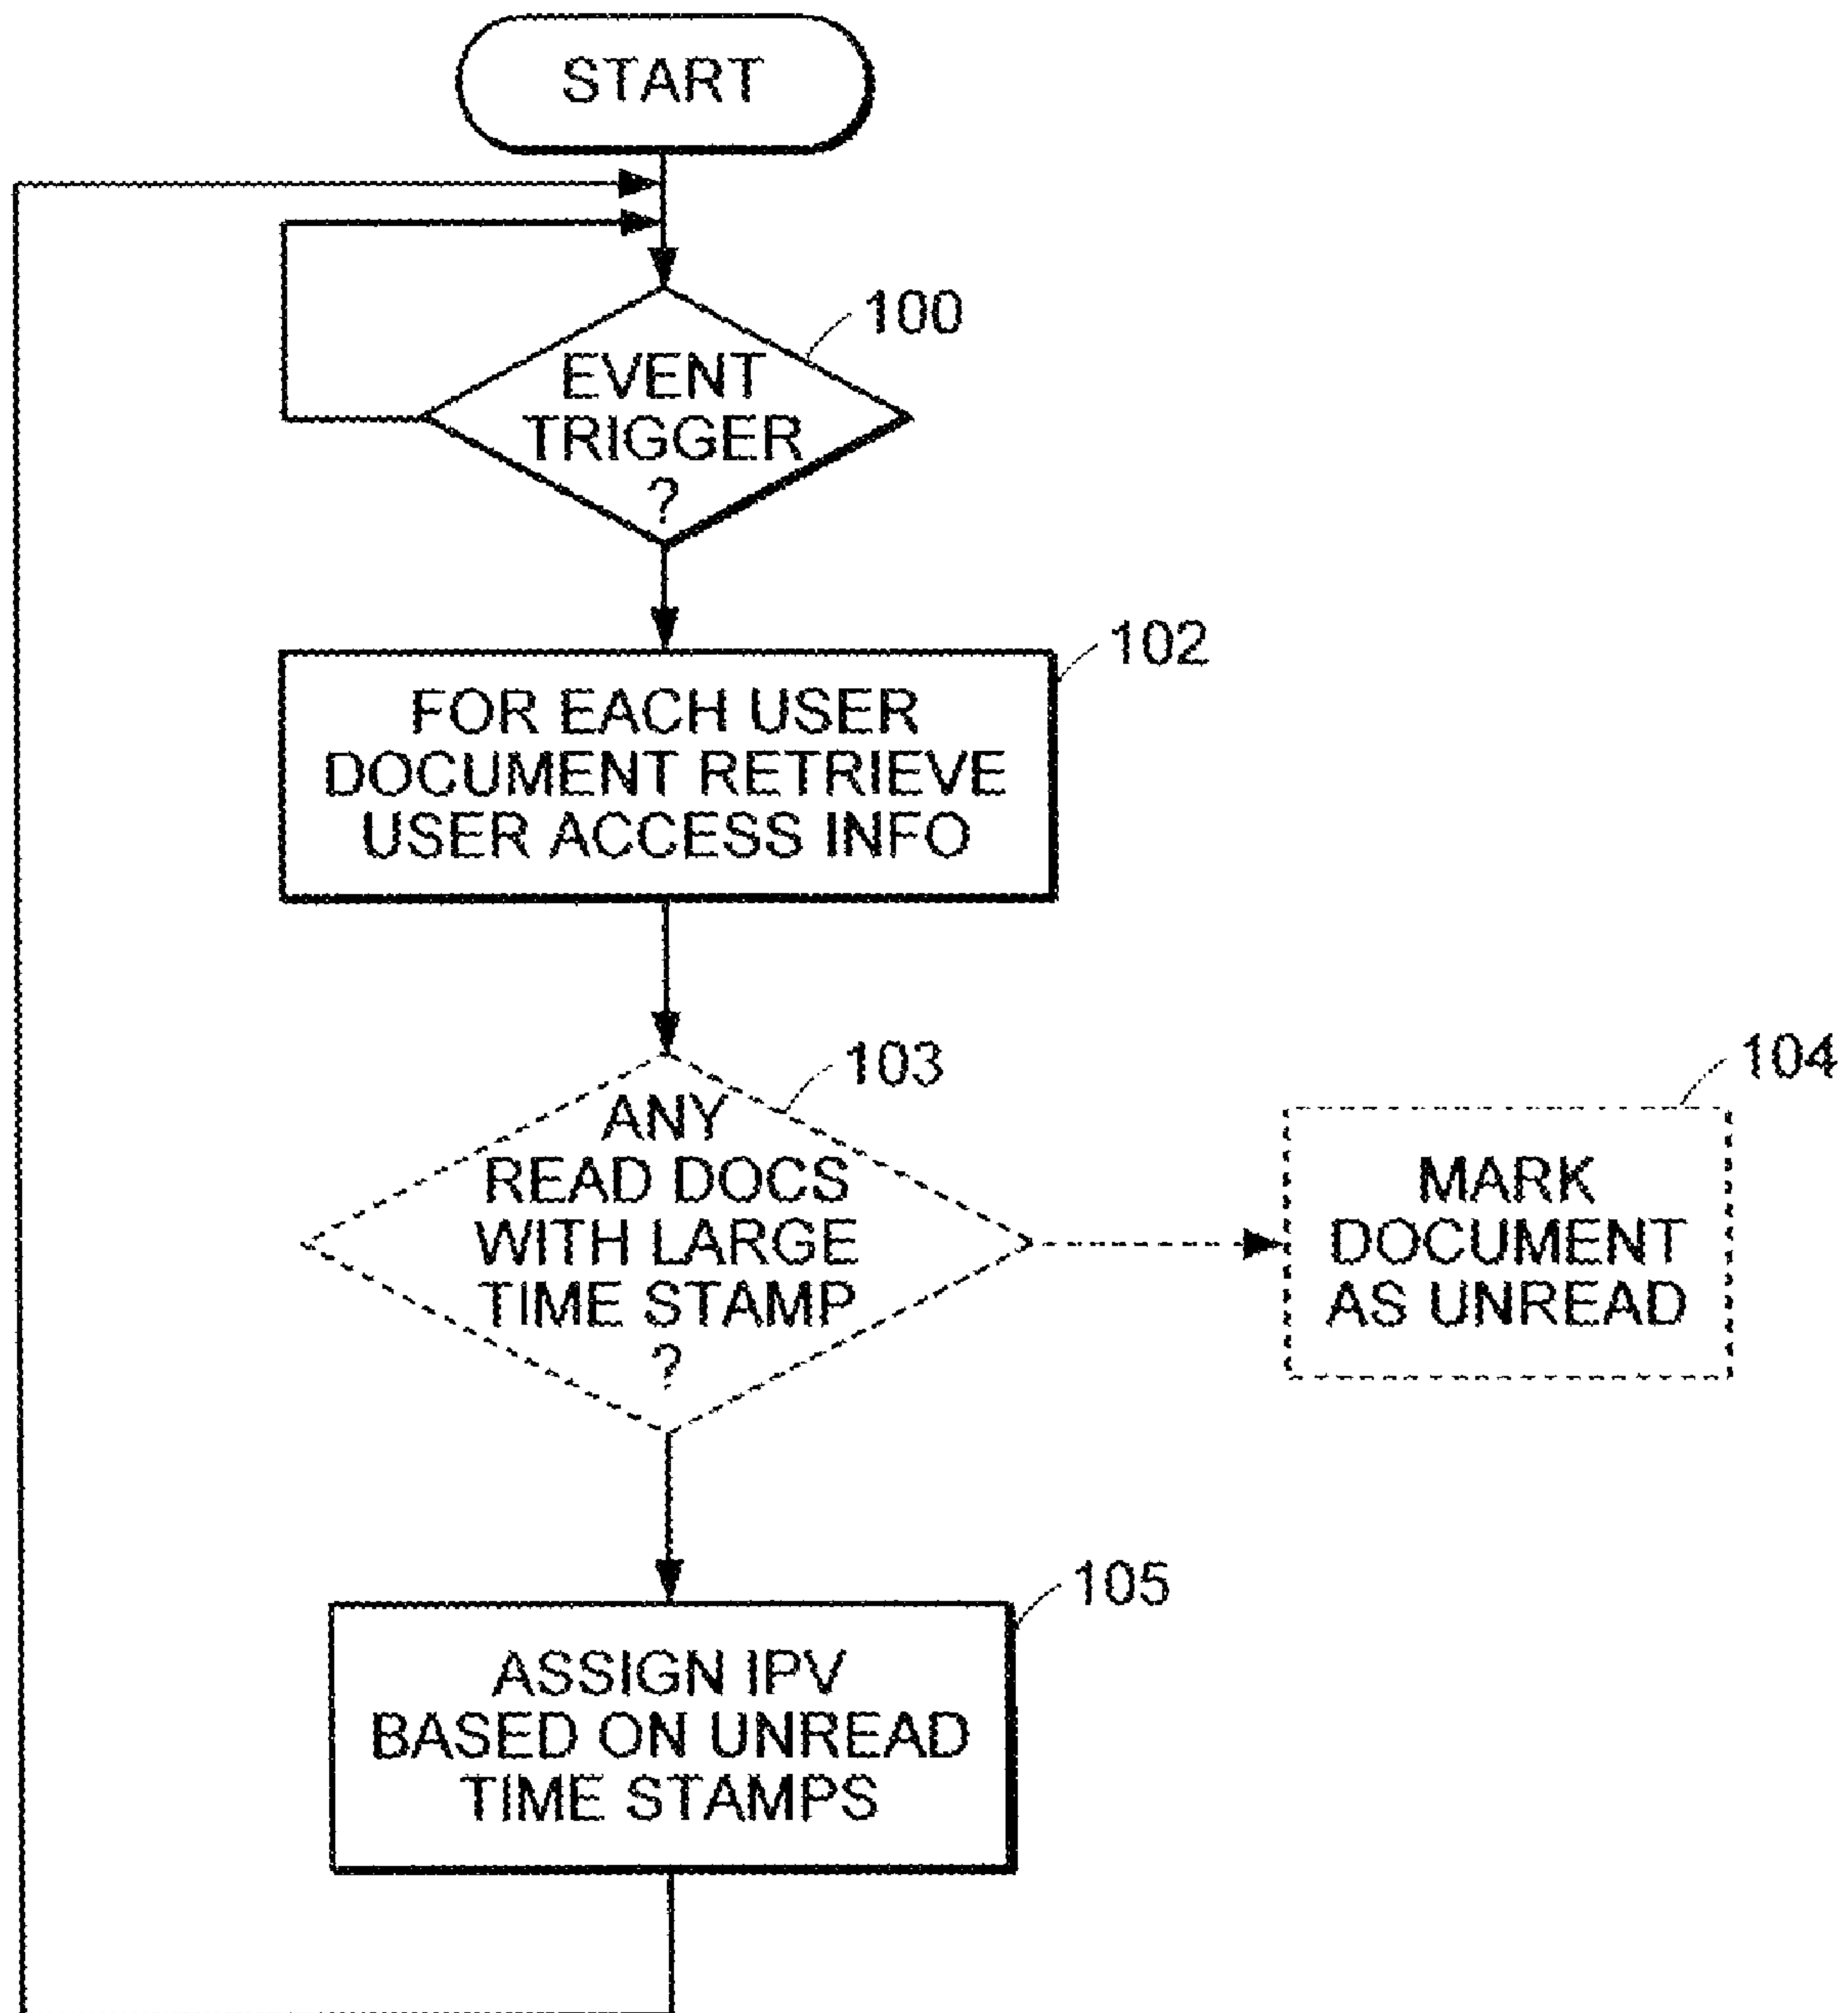 START
100
EVENT
TRIGGER
?
102
FOR EACH USER
DOCUMENT RETRIEVE
USER ACCESS INFO
103
ANY
READ DOCS
WITH LARGE
TIME STAMP
?
104
MARK
DOCUMENT
AS UNREAD
105
ASSIGN IPV
BASED ON UNREAD
TIME STAMPS